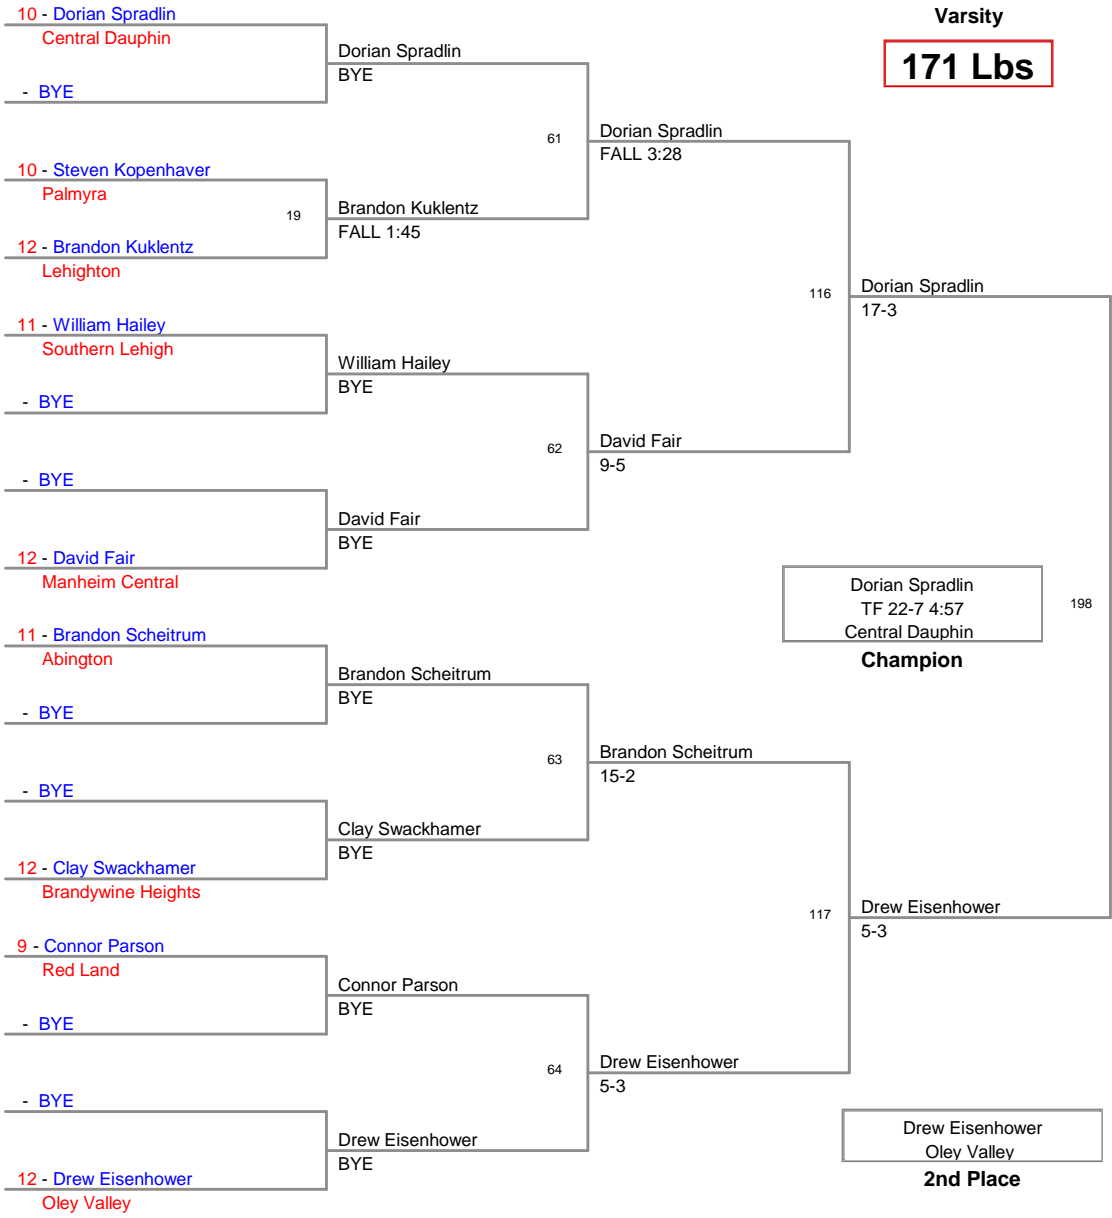 Varsity
171 Lbs
10 - Dorian Spradlin
Central Dauphin
- BYE
10 - Steven Kopenhaver
Palmyra
12 - Brandon Kuklentz
Lehighton
11 - William Hailey
Southern Lehigh
- BYE
- BYE
12 - David Fair
Manheim Central
11 - Brandon Scheitrum
Abington
- BYE
- BYE
12 - Clay Swackhamer
Brandywine Heights
9 - Connor Parson
Red Land
- BYE
- BYE
12 - Drew Eisenhower
Oley Valley
19
Dorian Spradlin
BYE
Brandon Kuklentz
FALL 1:45
William Hailey
BYE
David Fair
BYE
Brandon Scheitrum
BYE
Clay Swackhamer
BYE
Connor Parson
BYE
Drew Eisenhower
BYE
61
62
63
64
Dorian Spradlin
FALL 3:28
David Fair
9-5
Brandon Scheitrum
15-2
Drew Eisenhower
5-3
116
117
Dorian Spradlin
17-3
Drew Eisenhower
5-3
198
Dorian Spradlin
TF 22-7 4:57
Central Dauphin
Champion
Drew Eisenhower
Oley Valley
2nd Place